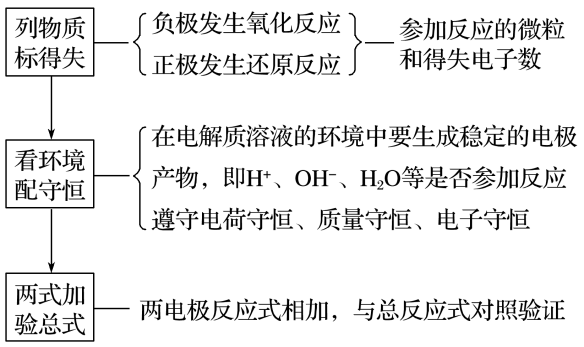 列物质
标得失
负极发生氧化反应
正极发生还原反应
参加反应的微粒
和得失电子数
看环境
配守恒
在电解质溶液的环境中要生成稳定的电极
产物，即H⁺、OH⁻、H₂O等是否参加反应
遵守电荷守恒、质量守恒、电子守恒
两式加
验总式
两电极反应式相加，与总反应式对照验证